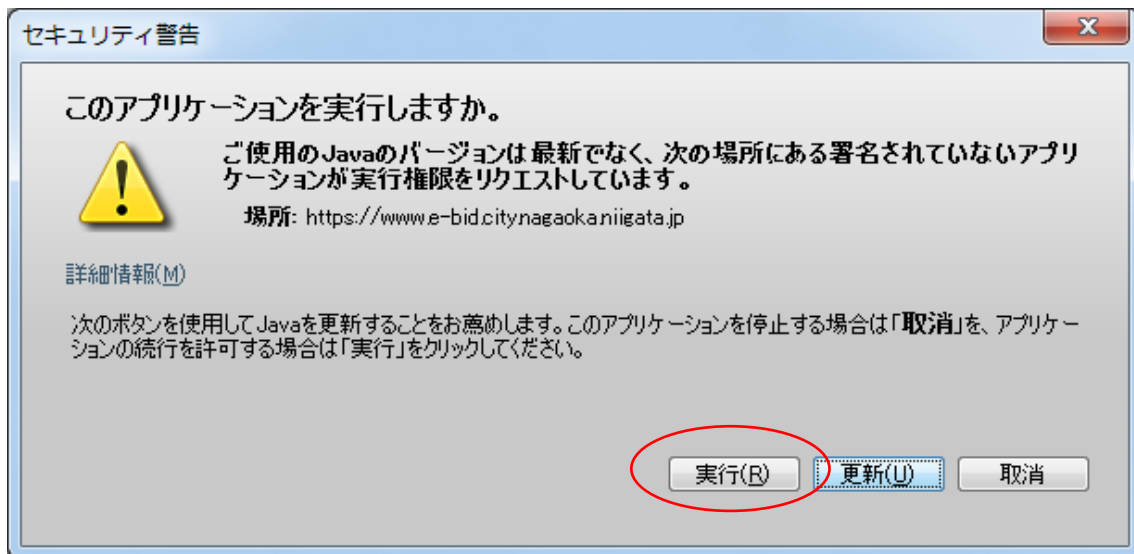 セキュリティ警告
このアプリケーションを実行しますか。
ご使用のJavaのバージョンは最新でなく、次の場所にある署名されていないアプリ
ケーションが実行権限をリクエストしています。
場所: https://www.e-bid.city.nagaoka.niigata.jp
詳細情報(M)
次のボタンを使用してJavaを更新することをお薦めします。このアプリケーションを停止する場合は「取消」を、アプリケー
ションの続行を許可する場合は「実行」をクリックしてください。
実行(R) 更新(U) 取消